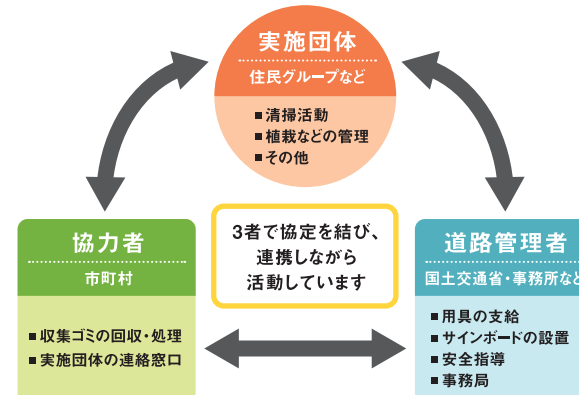 実施団体
住民グループなど
■清掃活動
■植栽などの管理
■その他
3者で協定を結び、
連携しながら
活動しています
協力者
市町村
■収集ゴミの回収・処理
■実施団体の連絡窓口
道路管理者
国土交通省・事務所など
■用具の支給
■サインボードの設置
■安全指導
■事務局